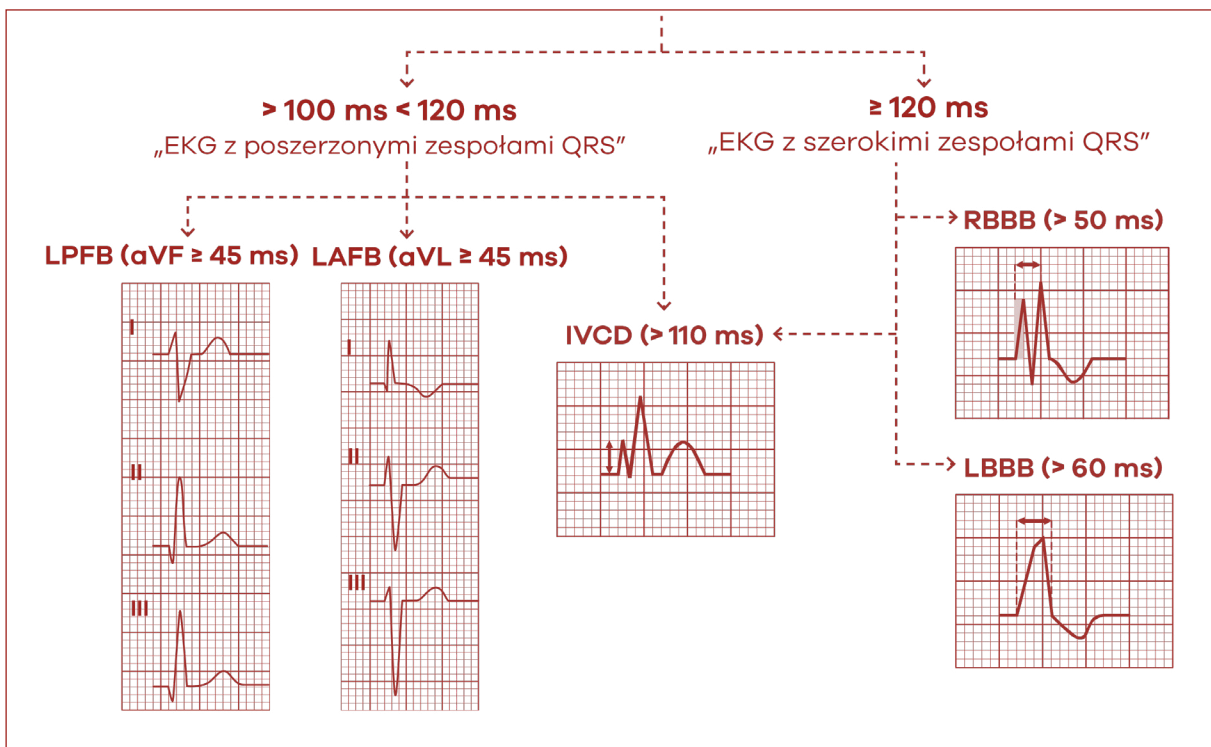 > 100 ms < 120 ms
„EKG z poszerzonymi zespołami QRS”
≥ 120 ms
„EKG z szerokimi zespołami QRS”
LPFB (aVF ≥ 45 ms)
I
II
III
LAFB (aVL ≥ 45 ms)
I
II
III
IVCD (> 110 ms)
RBBB (> 50 ms)
LBBB (> 60 ms)